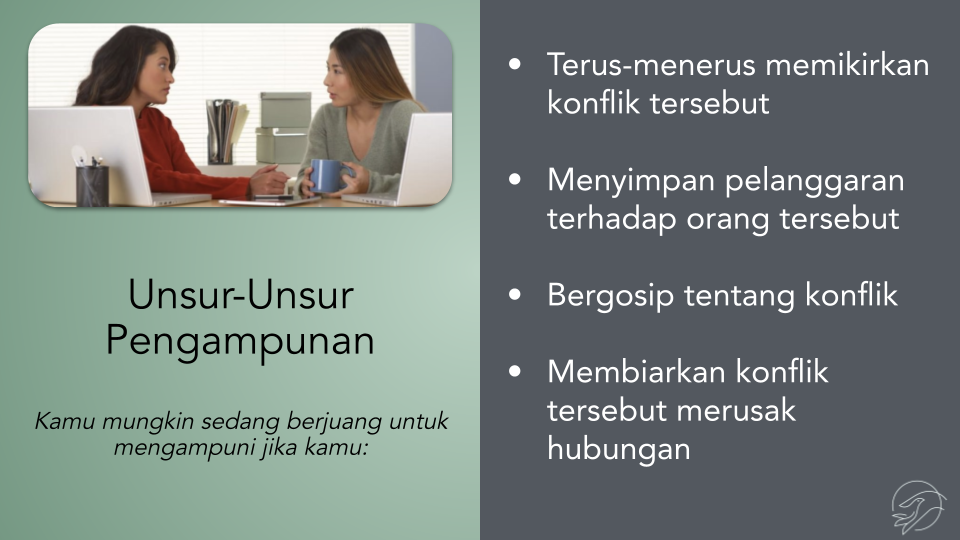 Unsur-Unsur
Pengampunan
Kamu mungkin sedang berjuang untuk
mengampuni jika kamu:
• Terus-menerus memikirkan
konflik tersebut
• Menyimpan pelanggaran
terhadap orang tersebut
• Bergosip tentang konflik
• Membiarkan konflik
tersebut merusak
hubungan